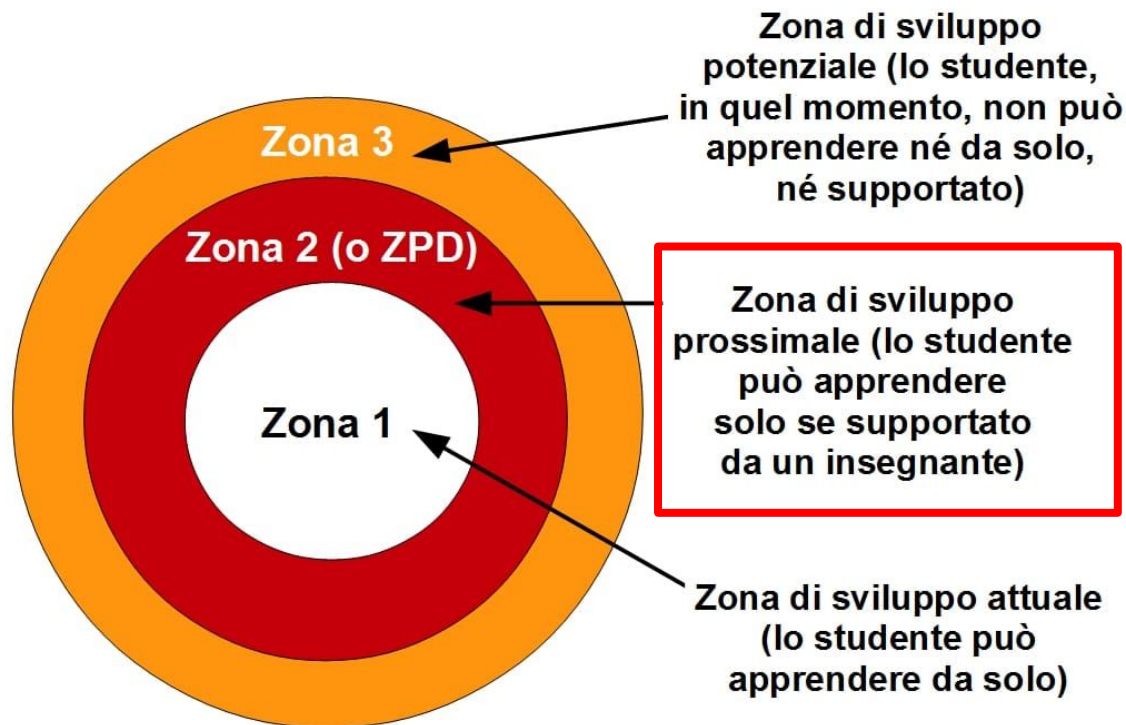 Zona di sviluppo
potenziale (lo studente,
in quel momento, non può
apprendere né da solo,
né supportato)
Zona 3
Zona 2 (o ZPD)
Zona di sviluppo
prossimale (lo studente
può apprendere
solo se supportato
da un insegnante)
Zona 1
Zona di sviluppo attuale
(lo studente può
apprendere da solo)